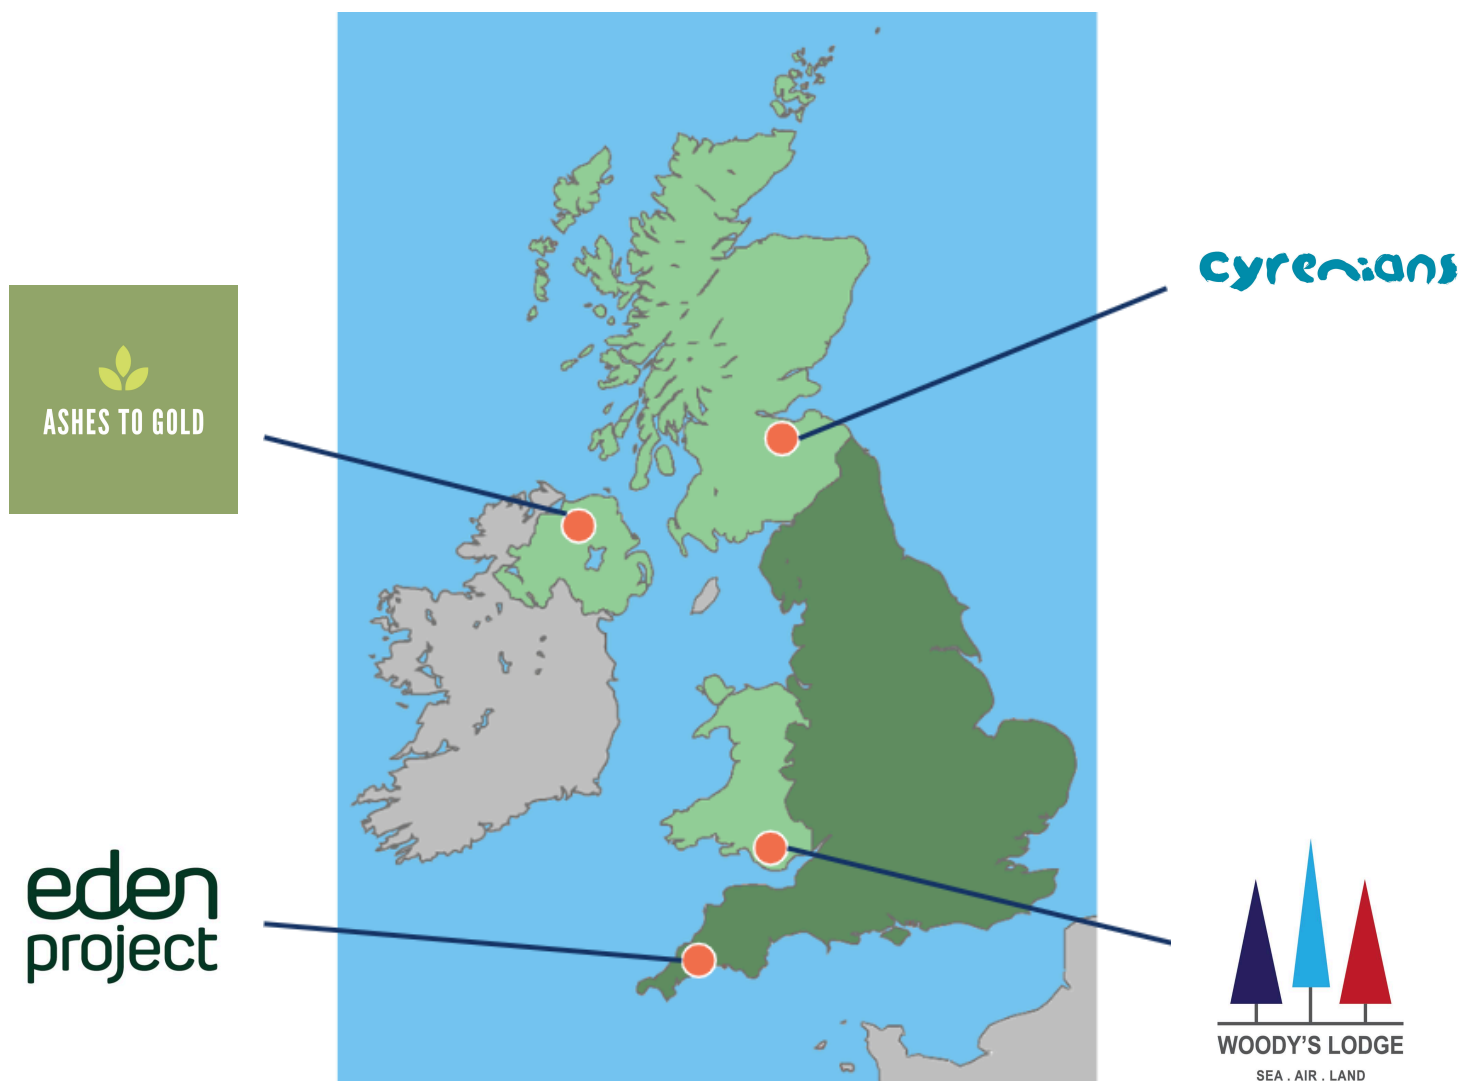 cyrenians
ASHES TO GOLD
eden
project
WOODY'S LODGE
SEA . AIR . LAND